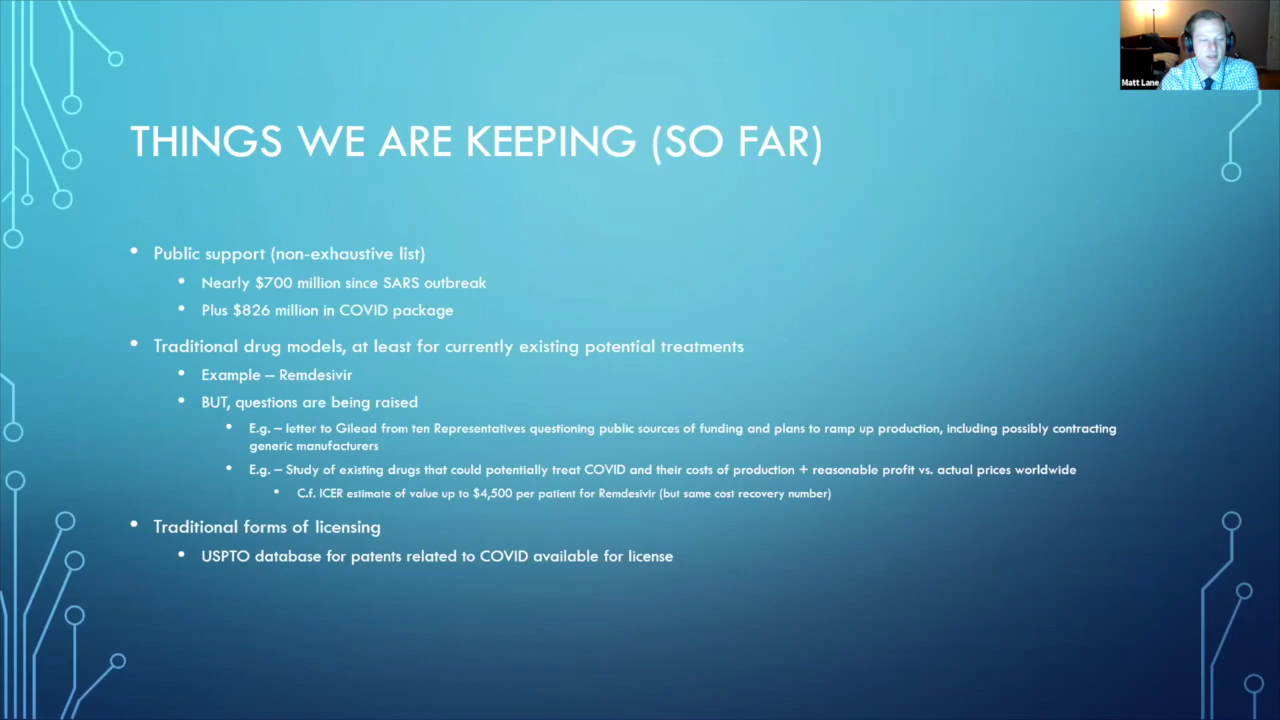 Matt Lane
THINGS WE ARE KEEPING (SO FAR)
• Public support (non-exhaustive list)
• Nearly $700 million since SARS outbreak
• Plus $826 million in COVID package
• Traditional drug models, at least for currently existing potential treatments
• Example – Remdesivir
• BUT, questions are being raised
• E.g. – letter to Gilead from ten Representatives questioning public sources of funding and plans to ramp up production, including possibly contracting
generic manufacturers
• E.g. – Study of existing drugs that could potentially treat COVID and their costs of production + reasonable profit vs. actual prices worldwide
• C.f. ICER estimate of value up to $4,500 per patient for Remdesivir (but same cost recovery number)
• Traditional forms of licensing
• USPTO database for patents related to COVID available for license